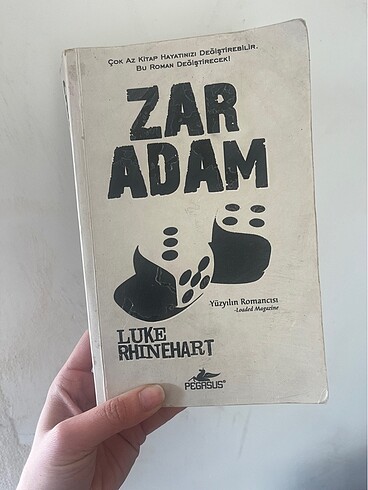 Çok Az Kitap Hayatınızı Değiştirebilir.
Bu Roman Değiştirecek!
ZAR
ADAM
Yüzyılın Romancısı
-Loaded Magazine
LUKE
RHINEHART
PEGASUS®